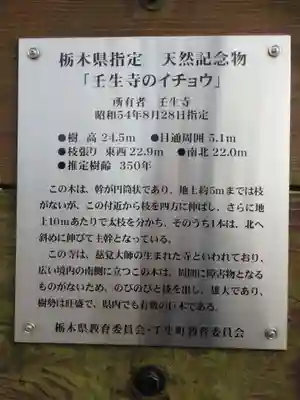 栃木県指定　天然記念物
「壬生寺のイチョウ」
所有者　壬生寺
昭和54年8月28日指定
●樹　高 24.5m　●目通周囲 5.1m
●枝張り 東西 22.9m　●南北 22.0m
●推定樹齢　350年
この木は、幹が円筒状であり、地上約5mまでは枝
がないが、この付近から枝を四方に伸ばし、さらに地
上10mあたりで太枝を分かち、そのうち1本は、北へ
斜めに伸びて主幹となっている。
この寺は、慈覚大師の生まれた寺といわれており、
広い境内の南側に立つこの木は、周囲に障害物となる
ものがないため、のびのびと枝を出し、雄大であり、
樹勢は旺盛で、県内でも有数の巨木である。
栃木県教育委員会・壬生町教育委員会